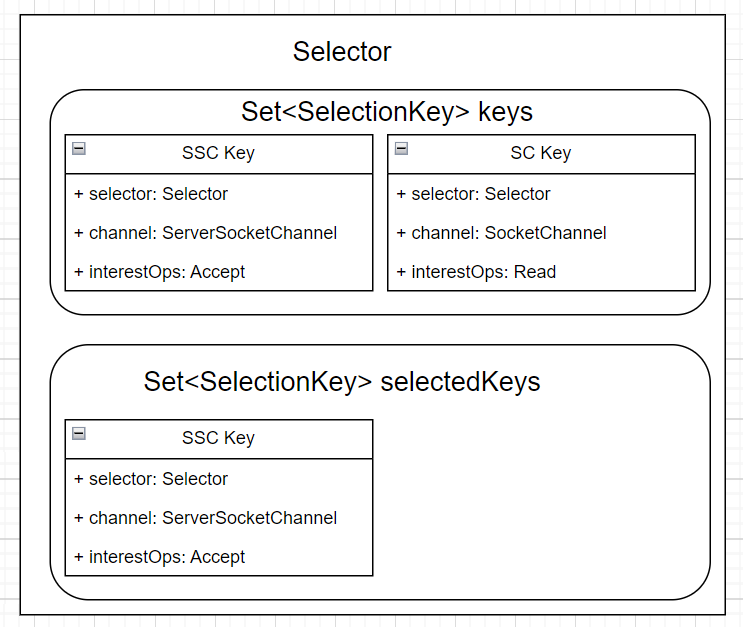 Selector
Set<SelectionKey> keys
SSC Key
+ selector: Selector
+ channel: ServerSocketChannel
+ interestOps: Accept
SC Key
+ selector: Selector
+ channel: SocketChannel
+ interestOps: Read
Set<SelectionKey> selectedKeys
SSC Key
+ selector: Selector
+ channel: ServerSocketChannel
+ interestOps: Accept